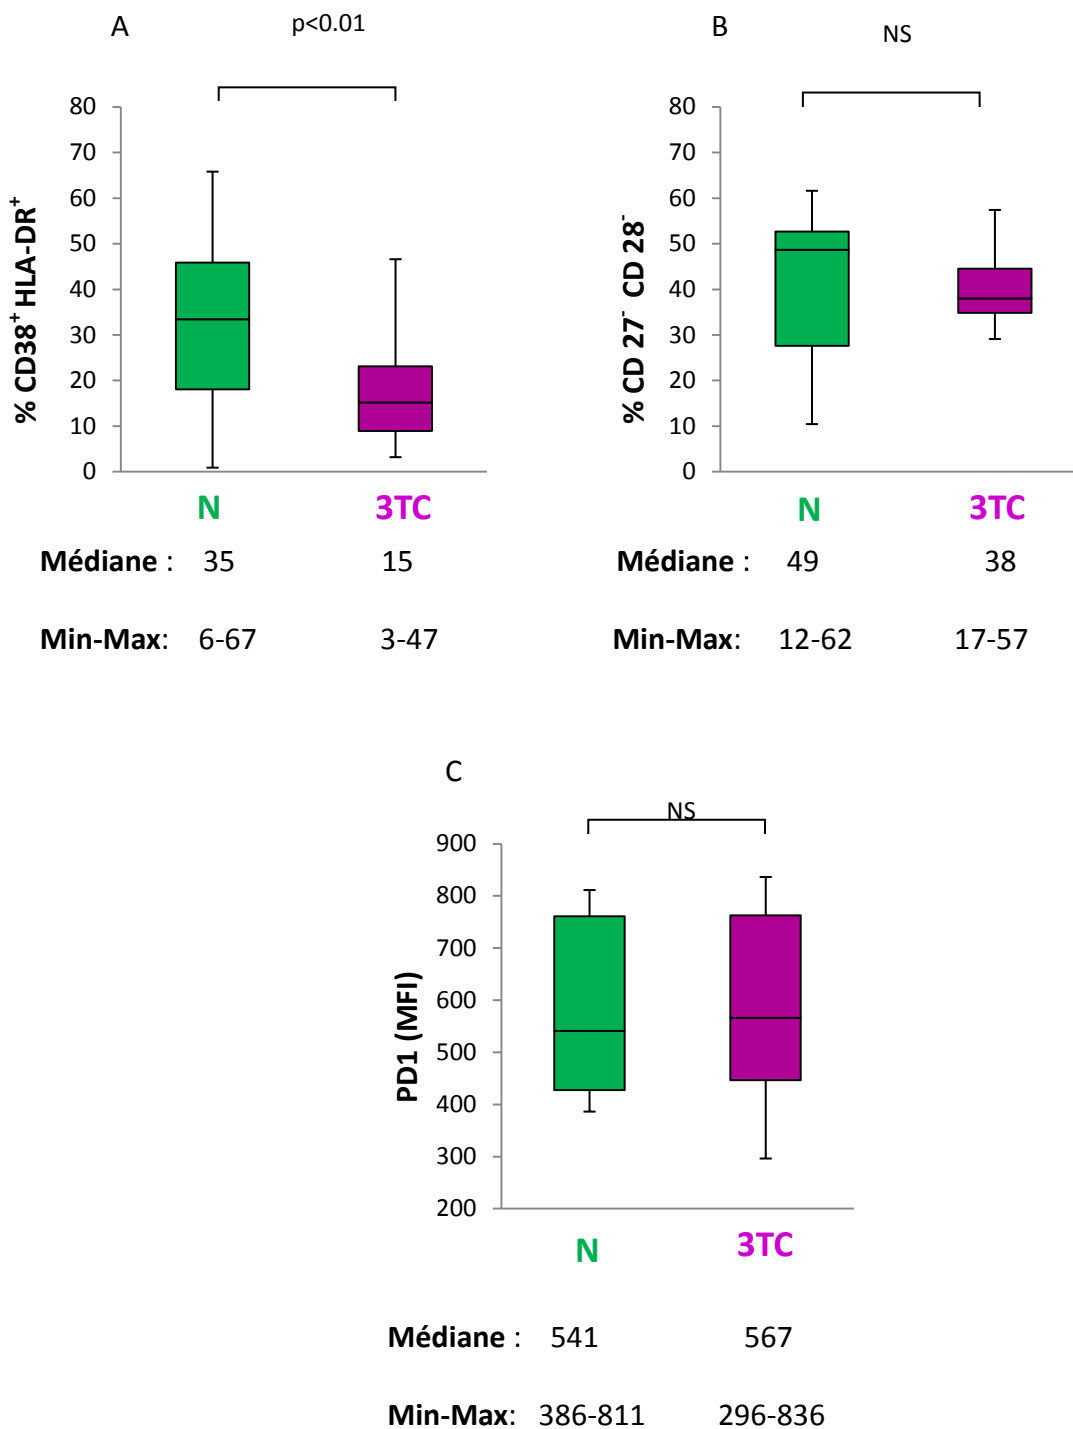 A
p<0.01
80
70
60
50
40
30
20
10
0
% CD38⁺ HLA-DR⁺
N 3TC
Médiane : 35 15
Min-Max: 6-67 3-47
B
NS
80
70
60
50
40
30
20
10
0
% CD 27⁻ CD 28⁻
N 3TC
Médiane : 49 38
Min-Max: 12-62 17-57
C
NS
900
800
700
600
500
400
300
200
PD1 (MFI)
N 3TC
Médiane : 541 567
Min-Max: 386-811 296-836